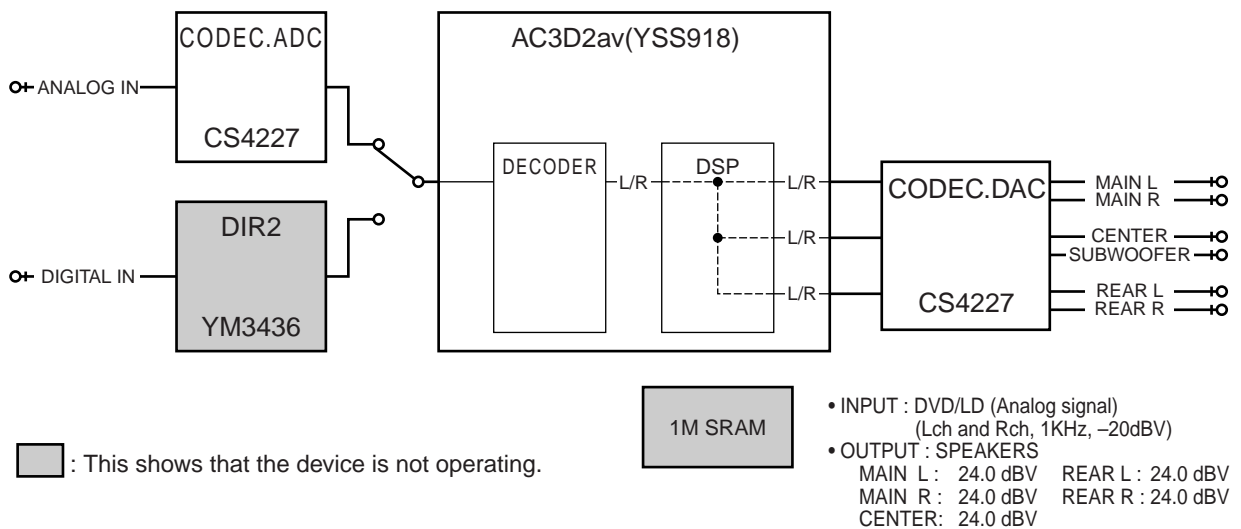 CODEC.ADC
CS4227
ANALOG IN
DIR2
YM3436
DIGITAL IN
AC3D2av(YSS918)
DECODER
L/R
DSP
L/R
L/R
L/R
CODEC.DAC
CS4227
MAIN L
MAIN R
CENTER
SUBWOOFER
REAR L
REAR R
: This shows that the device is not operating.
1M SRAM
• INPUT : DVD/LD (Analog signal)
(Lch and Rch, 1KHz, –20dBV)
• OUTPUT : SPEAKERS
MAIN L : 24.0 dBV REAR L : 24.0 dBV
MAIN R : 24.0 dBV REAR R : 24.0 dBV
CENTER: 24.0 dBV